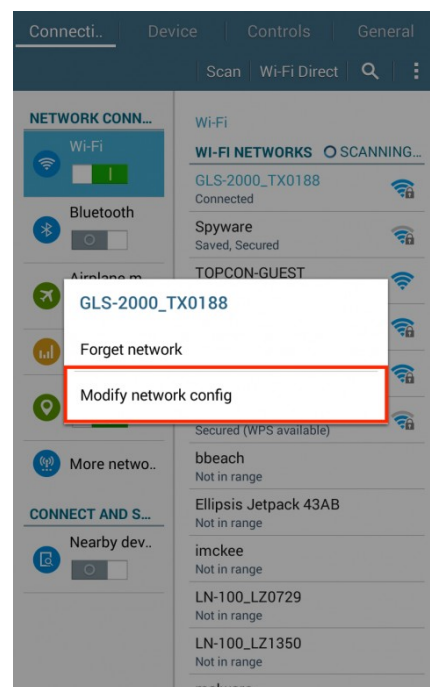 Connecti..
Device
Controls
General
Scan
Wi-Fi Direct
NETWORK CONN...
Wi-Fi
Bluetooth
Airplane m
More netwo..
CONNECT AND S...
Nearby dev..
Wi-Fi
WI-FI NETWORKS
SCANNING...
GLS-2000_TX0188
Connected
Spyware
Saved, Secured
TOPCON-GUEST
GLS-2000_TX0188
Forget network
Modify network config
Secured (WPS available)
bbeach
Not in range
Ellipsis Jetpack 43AB
Not in range
imckee
Not in range
LN-100_LZ0729
Not in range
LN-100_LZ1350
Not in range